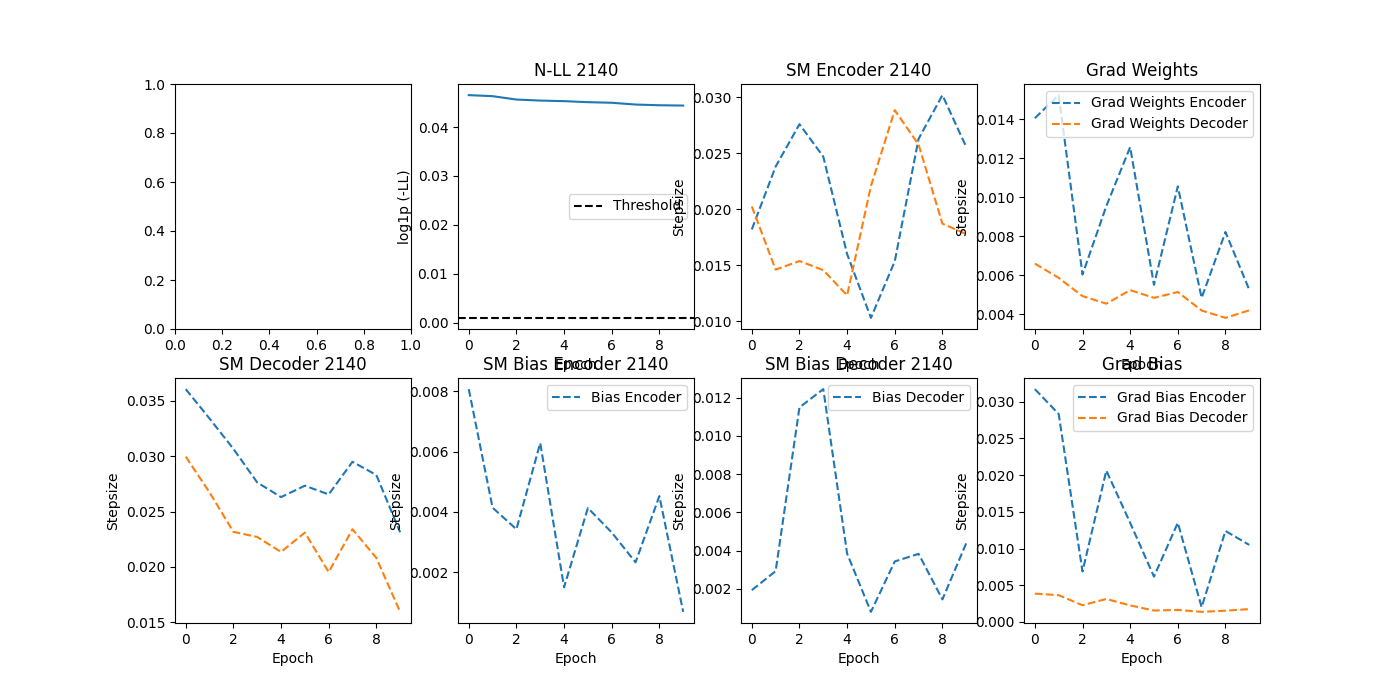 N-LL 2140
SM Encoder 2140
Grad Weights
1.0
0.8
0.6
0.4
0.2
0.0
0.0 0.2 0.4 0.6 0.8 1.0
log1p (-LL)
0.04
0.03
0.02
0.01
0.00
Threshold
0 2 4 6 8
Epoch
Stepsize
0.030
0.025
0.020
0.015
0.010
0 2 4 6 8
Epoch
Stepsize
0.014
0.012
0.010
0.008
0.006
0.004
Grad Weights Encoder
Grad Weights Decoder
0 2 4 6 8
Epoch
SM Decoder 2140
SM Bias Encoder 2140
SM Bias Decoder 2140
Grad Bias
Stepsize
0.035
0.030
0.025
0.020
0.015
0 2 4 6 8
Epoch
Stepsize
0.008
0.006
0.004
0.002
Bias Encoder
0 2 4 6 8
Epoch
Stepsize
0.012
0.010
0.008
0.006
0.004
0.002
Bias Decoder
0 2 4 6 8
Epoch
Stepsize
0.030
0.025
0.020
0.015
0.010
0.005
0.000
Grad Bias Encoder
Grad Bias Decoder
0 2 4 6 8
Epoch